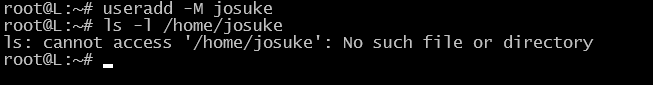 root@L:~# useradd -M josuke
root@L:~# ls -l /home/josuke
ls: cannot access '/home/josuke': No such file or directory
root@L:~#